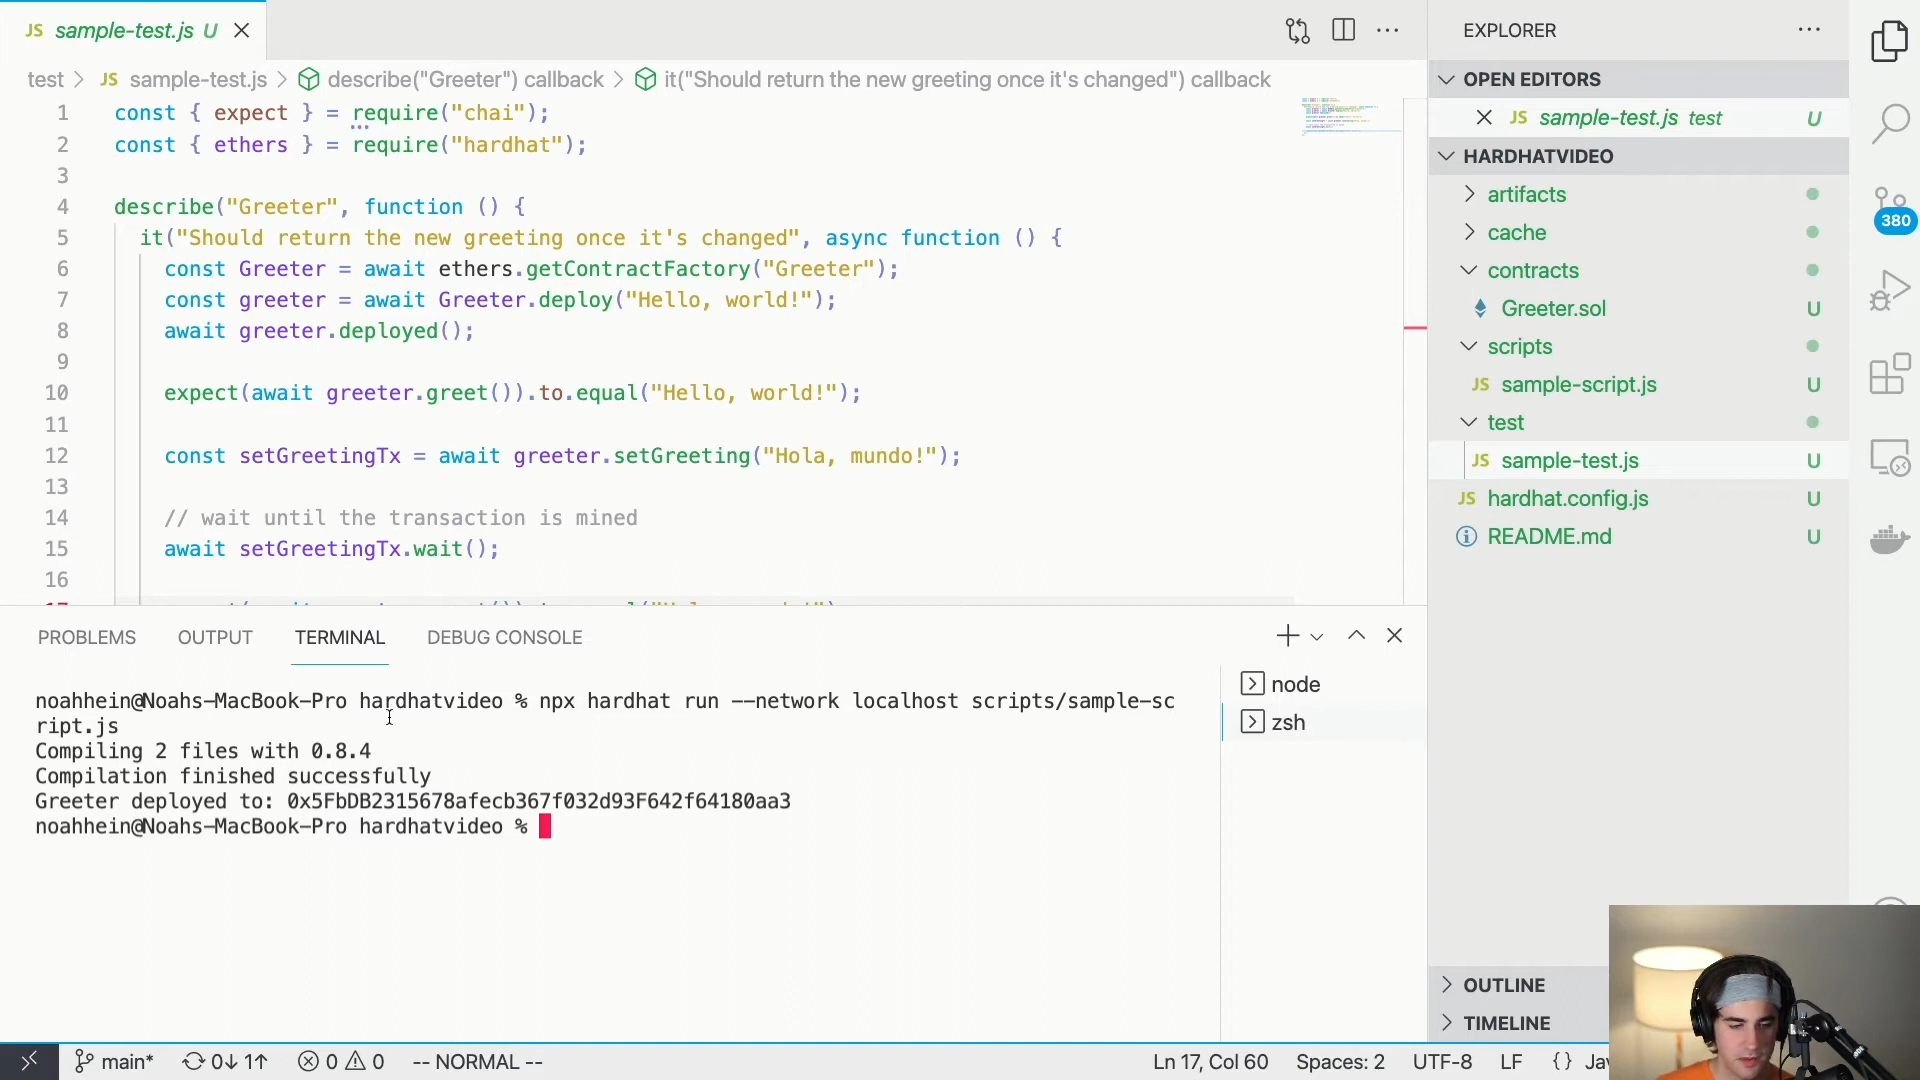 JS sample-test.js U
test > JS sample-test.js > describe("Greeter") callback > it("Should return the new greeting once it's changed") callback
1 const { expect } = require("chai");
2 const { ethers } = require("hardhat");
3
4 describe("Greeter", function () {
5 it("Should return the new greeting once it's changed", async function () {
6 const Greeter = await ethers.getContractFactory("Greeter");
7 const greeter = await Greeter.deploy("Hello, world!");
8 await greeter.deployed();
9
10 expect(await greeter.greet()).to.equal("Hello, world!");
11
12 const setGreetingTx = await greeter.setGreeting("Hola, mundo!");
13
14 // wait until the transaction is mined
15 await setGreetingTx.wait();
16
PROBLEMS OUTPUT TERMINAL DEBUG CONSOLE
noahhein@Noahs-MacBook-Pro hardhatvideo % npx hardhat run --network localhost scripts/sample-sc
ript.js
Compiling 2 files with 0.8.4
Compilation finished successfully
Greeter deployed to: 0x5FbDB2315678afecb367f032d93F642f64180aa3
noahhein@Noahs-MacBook-Pro hardhatvideo %
node
zsh
EXPLORER
OPEN EDITORS
JS sample-test.js test U
HARDHATVIDEO
artifacts
cache
contracts
Greeter.sol U
scripts
JS sample-script.js U
test
JS sample-test.js U
JS hardhat.config.js U
README.md U
OUTLINE
TIMELINE
380
main* 0↓ 1↑ 0 0 -- NORMAL -- Ln 17, Col 60 Spaces: 2 UTF-8 LF {}